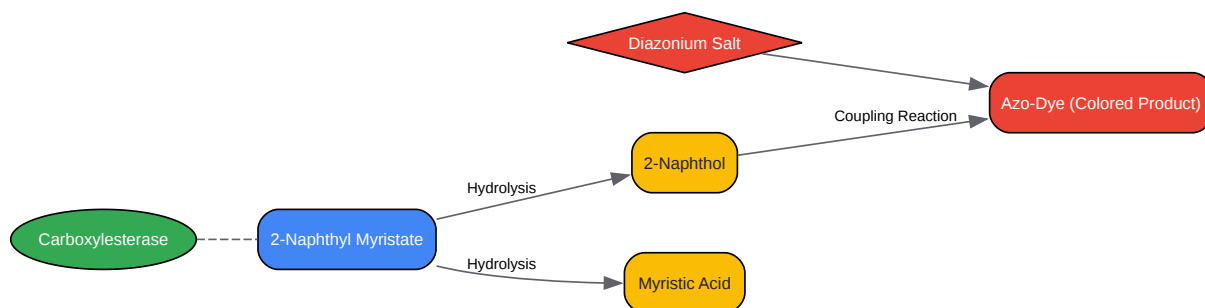 Diazonium Salt
Azo-Dye (Colored Product)
Coupling Reaction
2-Naphthol
Hydrolysis
Carboxylesterase
2-Naphthyl Myristate
Hydrolysis
Myristic Acid